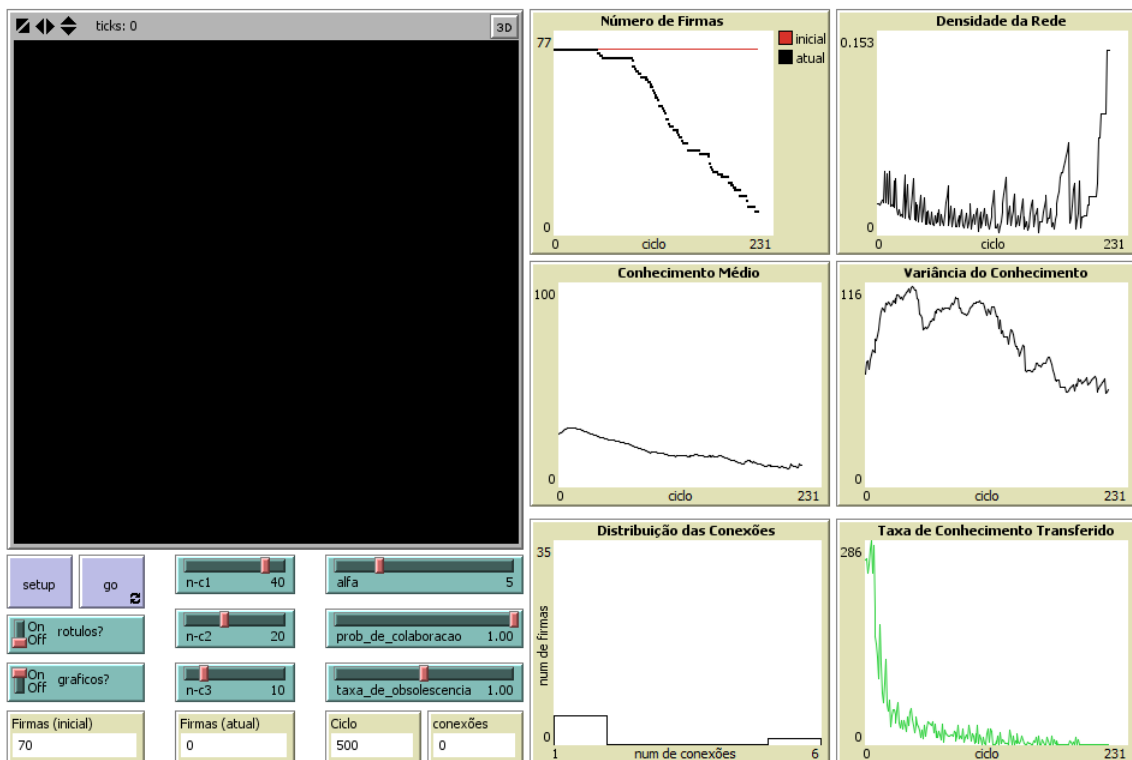 ticks: 0
3D
Número de Firmas
77
0
0
ciclo
231
inicial
atual
Densidade da Rede
0.153
0
0
ciclo
231
Conhecimento Médio
100
0
0
ciclo
231
Variância do Conhecimento
116
0
0
ciclo
231
Distribuição das Conexões
35
num de firmas
0
1
num de conexões
6
Taxa de Conhecimento Transferido
286
0
0
ciclo
231
setup
go
On
Off
rotulos?
On
Off
graficos?
n-c1 40
n-c2 20
n-c3 10
alfa 5
prob_de_colaboracao 1.00
taxa_de_obsolescencia 1.00
Firmas (inicial)
70
Firmas (atual)
0
Ciclo
500
conexões
0